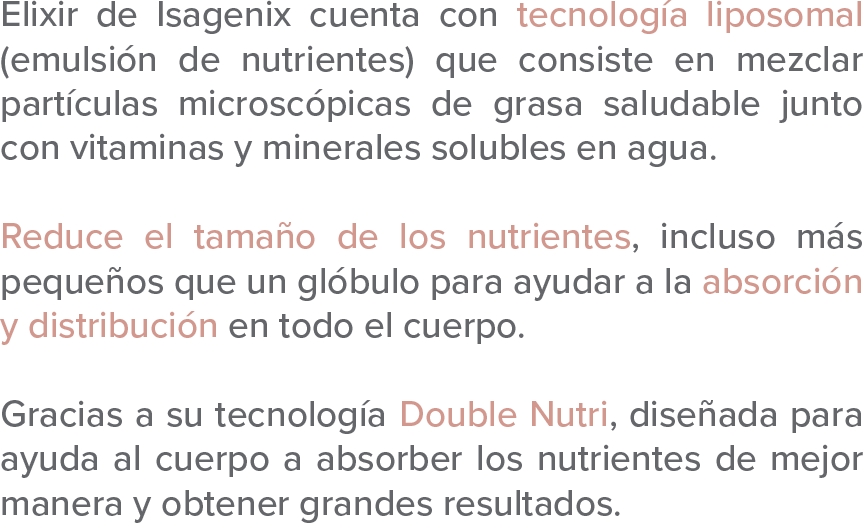 Elixir de Isagenix cuenta con tecnología liposomal
(emulsión de nutrientes) que consiste en mezclar
partículas microscópicas de grasa saludable junto
con vitaminas y minerales solubles en agua.
Reduce el tamaño de los nutrientes, incluso más
pequeños que un glóbulo para ayudar a la absorción
y distribución en todo el cuerpo.
Gracias a su tecnología Double Nutri, diseñada para
ayuda al cuerpo a absorber los nutrientes de mejor
manera y obtener grandes resultados.